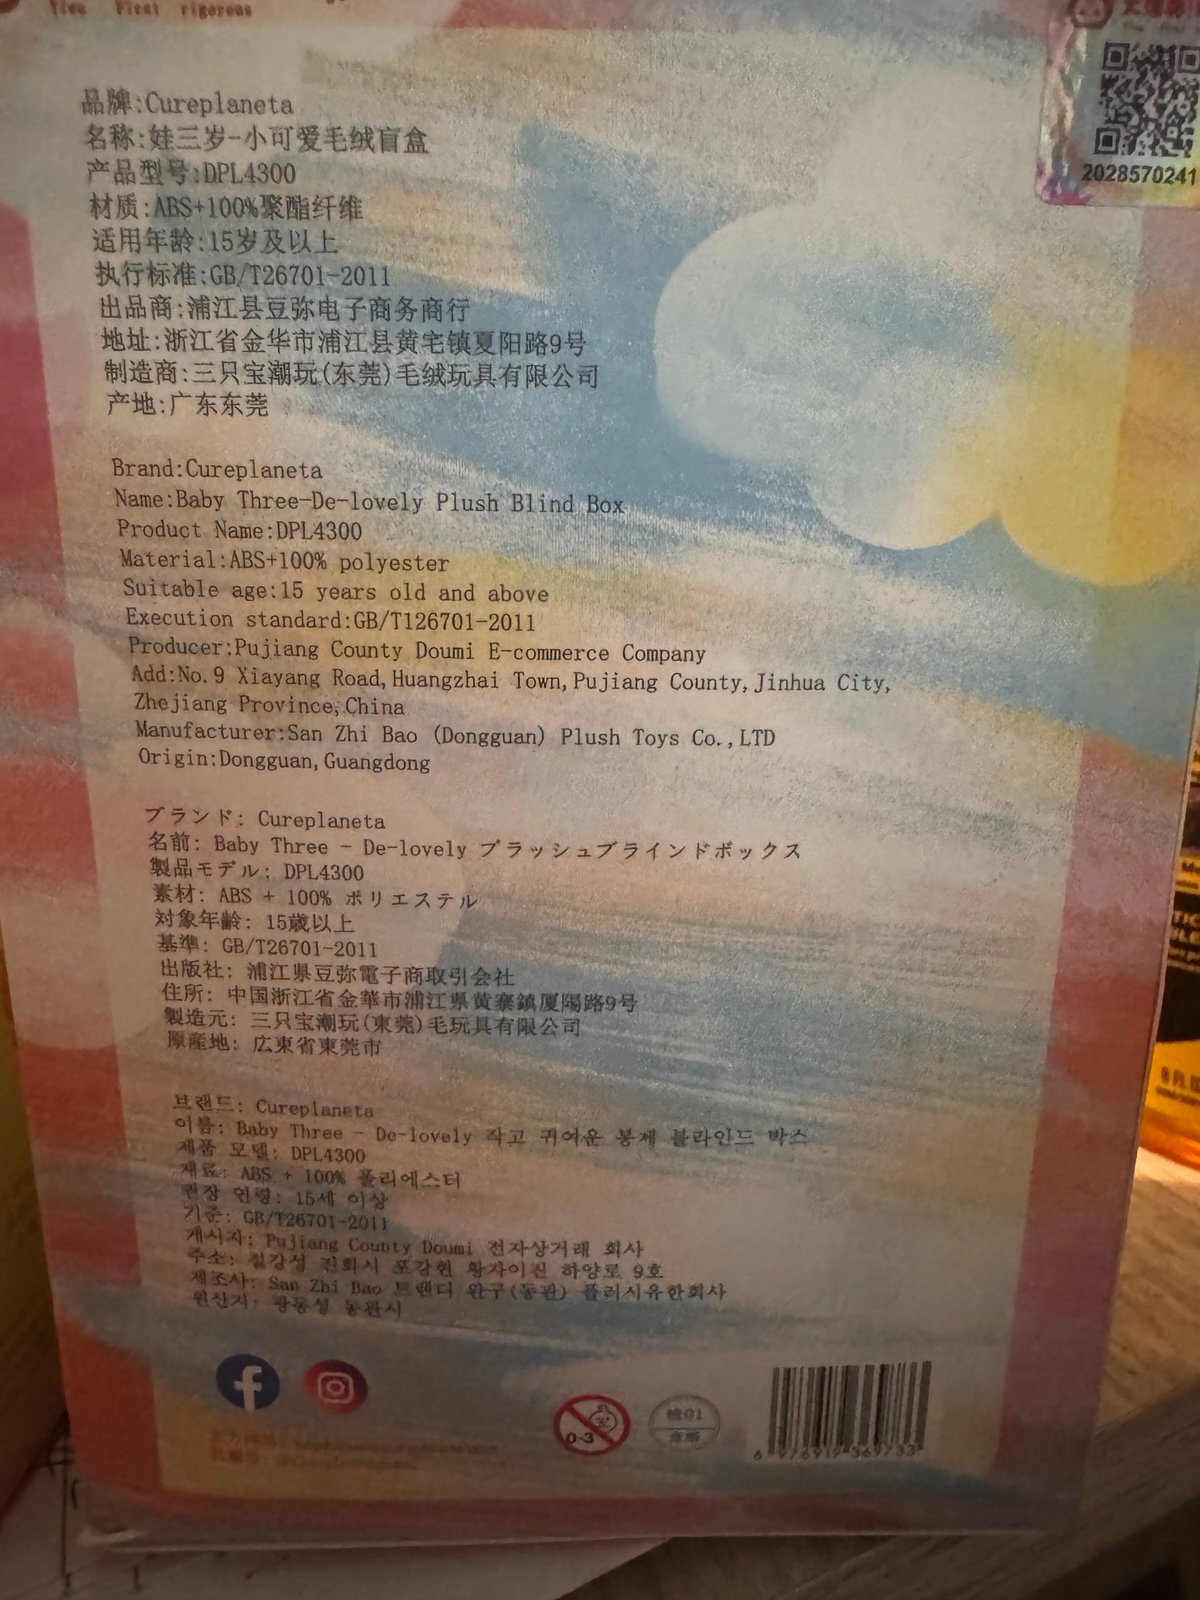 Vivo First rigorous
2028570241
品牌:Cureplaneta
名称:娃三岁-小可爱毛绒盲盒
产品型号:DPL4300
材质:ABS+100%聚酯纤维
适用年龄:15岁及以上
执行标准:GB/T26701-2011
出品商:浦江县豆弥电子商务商行
地址:浙江省金华市浦江县黄宅镇夏阳路9号
制造商:三只宝潮玩(东莞)毛绒玩具有限公司
产地:广东东莞
Brand:Cureplaneta
Name:Baby Three-De-lovely Plush Blind Box
Product Name:DPL4300
Material:ABS+100% polyester
Suitable age:15 years old and above
Execution standard:GB/T126701-2011
Producer:Pujiang County Doumi E-commerce Company
Add:No.9 Xiayang Road,Huangzhai Town,Pujiang County,Jinhua City,
Zhejiang Province,China
Manufacturer:San Zhi Bao (Dongguan) Plush Toys Co.,LTD
Origin:Dongguan,Guangdong
ブランド: Cureplaneta
名前: Baby Three - De-lovely プラッシュブラインドボックス
製品モデル: DPL4300
素材: ABS + 100% ポリエステル
対象年齢: 15歳以上
基準: GB/T26701-2011
出版社: 浦江県豆弥電子商取引会社
住所: 中国浙江省金華市浦江県黄寨鎮厦陽路9号
製造元: 三只宝潮玩(東莞)毛玩具有限公司
原産地: 広東省東莞市
브랜드: Cureplaneta
이름: Baby Three - De-lovely 작고 귀여운 봉제 블라인드 박스
제품 모델: DPL4300
재료: ABS + 100% 폴리에스터
권장 연령: 15세 이상
기준: GB/T26701-2011
게시자: Pujiang County Doumi 전자상거래 회사
주소: 절강성 진화시 포강현 황자이진 하양로 9호
제조사: San Zhi Bao 트렌디 완구(동관) 플러시유한회사
원산지: 광동성 동관시
0-3
6 976919 369733